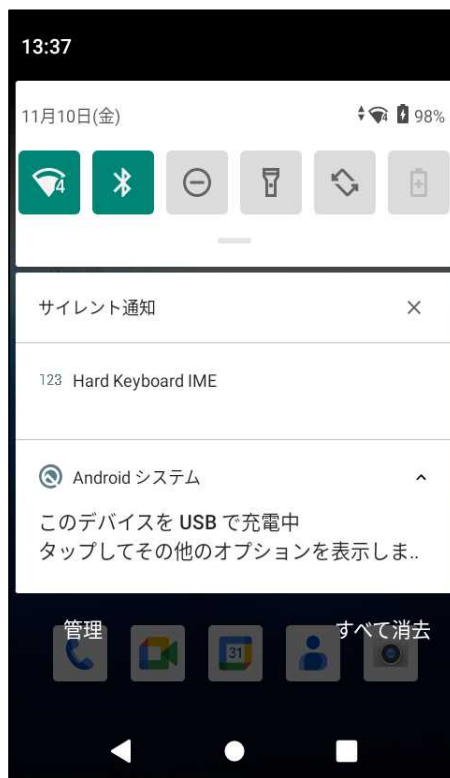 13:37
11月10日(金)
4
98%
4
サイレント通知
123 Hard Keyboard IME
Android システム
このデバイスを USB で充電中
タップしてその他のオプションを表示しま..
管理
すべて消去
31